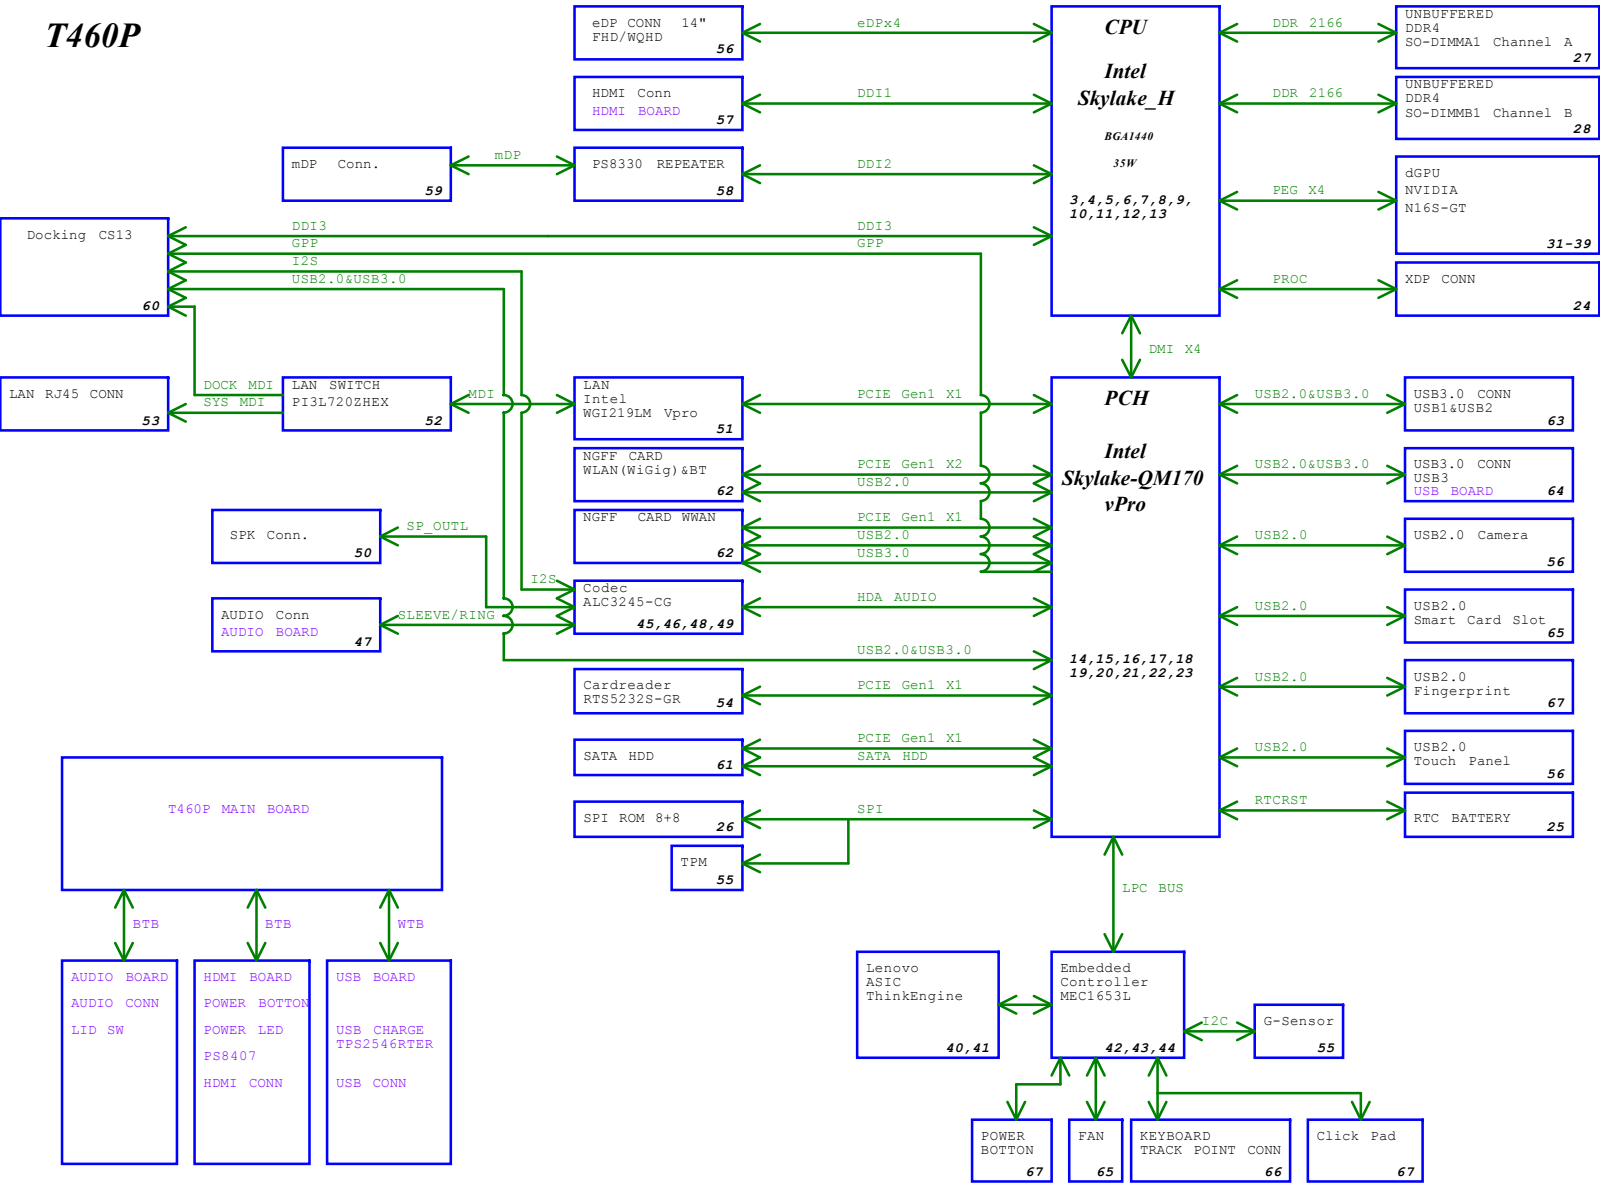 T460P
eDP CONN 14"
FHD/WQHD
56
eDPx4
HDMI Conn
HDMI BOARD
57
DDI1
mDP Conn.
59
mDP
PS8330 REPEATER
58
DDI2
CPU
Intel
Skylake_H
BGA1440
35W
3,4,5,6,7,8,9,
10,11,12,13
DDR 2166
UNBUFFERED
DDR4
SO-DIMMA1 Channel A
27
DDR 2166
UNBUFFERED
DDR4
SO-DIMMB1 Channel B
28
PEG X4
dGPU
NVIDIA
N16S-GT
31-39
PROC
XDP CONN
24
Docking CS13
60
DDI3
GPP
I2S
USB2.0&USB3.0
DDI3
GPP
DMI X4
LAN RJ45 CONN
53
DOCK MDI
SYS MDI
LAN SWITCH
PI3L720ZHEX
52
MDI
LAN
Intel
WGI219LM Vpro
51
PCIE Gen1 X1
NGFF CARD
WLAN(WiGig)&BT
62
PCIE Gen1 X2
USB2.0
NGFF CARD WWAN
62
PCIE Gen1 X1
USB2.0
USB3.0
SPK Conn.
50
SP_OUTL
I2S
Codec
ALC3245-CG
45,46,48,49
HDA AUDIO
AUDIO Conn
AUDIO BOARD
47
SLEEVE/RING
USB2.0&USB3.0
Cardreader
RTS5232S-GR
54
PCIE Gen1 X1
SATA HDD
61
PCIE Gen1 X1
SATA HDD
SPI ROM 8+8
26
SPI
TPM
55
PCH
Intel
Skylake-QM170
vPro
14,15,16,17,18
19,20,21,22,23
USB2.0&USB3.0
USB3.0 CONN
USB1&USB2
63
USB2.0&USB3.0
USB3.0 CONN
USB3
USB BOARD
64
USB2.0
USB2.0 Camera
56
USB2.0
USB2.0
Smart Card Slot
65
USB2.0
USB2.0
Fingerprint
67
USB2.0
USB2.0
Touch Panel
56
RTCRST
RTC BATTERY
25
LPC BUS
T460P MAIN BOARD
BTB
BTB
WTB
AUDIO BOARD
AUDIO CONN
LID SW
HDMI BOARD
POWER BOTTON
POWER LED
PS8407
HDMI CONN
USB BOARD
USB CHARGE
TPS2546RTER
USB CONN
Lenovo
ASIC
ThinkEngine
40,41
Embedded
Controller
MEC1653L
42,43,44
I2C
G-Sensor
55
POWER
BOTTON
67
FAN
65
KEYBOARD
TRACK POINT CONN
66
Click Pad
67